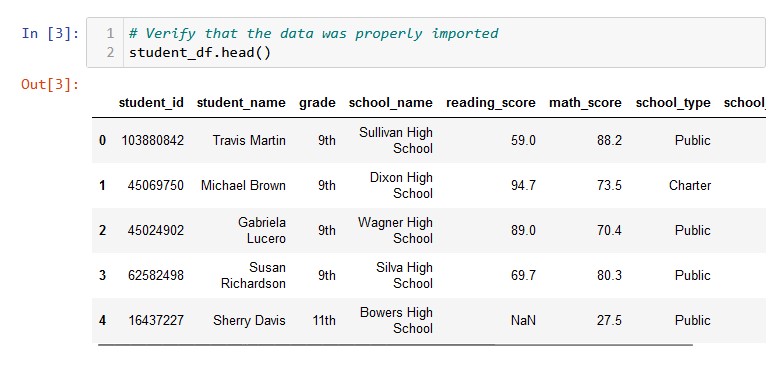 In [3]: 1 # Verify that the data was properly imported
2 student_df.head()
Out[3]:
student_id student_name grade school_name reading_score math_score school_type school_
0 103880842 Travis Martin 9th Sullivan High School 59.0 88.2 Public
1 45069750 Michael Brown 9th Dixon High School 94.7 73.5 Charter
2 45024902 Gabriela Lucero 9th Wagner High School 89.0 70.4 Public
3 62582498 Susan Richardson 9th Silva High School 69.7 80.3 Public
4 16437227 Sherry Davis 11th Bowers High School NaN 27.5 Public